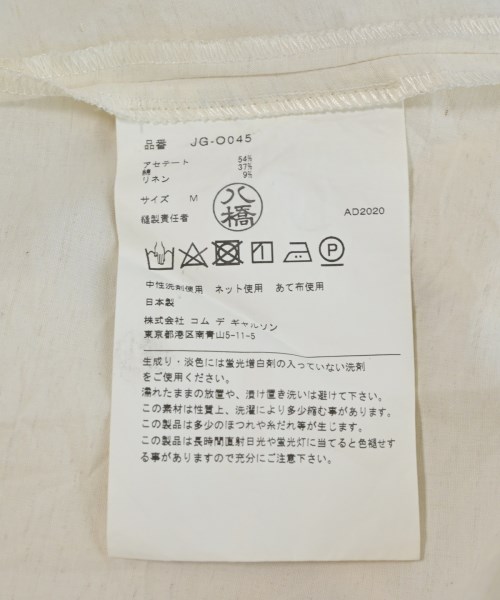 品番 JG-O045
アセテート 54%
綿 37%
リネン 9%
サイズ M
八橋
縫製責任者
AD2020
P
中性洗剤使用 ネット使用 あて布使用
日本製
株式会社 コム デ ギャルソン
東京都港区南青山5-11-5
生成り・淡色には蛍光増白剤の入っていない洗剤
をご使用ください。
濡れたままの放置や、漬け置き洗いは避けて下さい。
この素材は性質上、洗濯により多少縮む事があります。
この製品は多少のほつれや糸だれ等が生じます。
この製品は長時間直射日光や蛍光灯に当てると色褪せす
る事がありますので充分にご注意下さい。